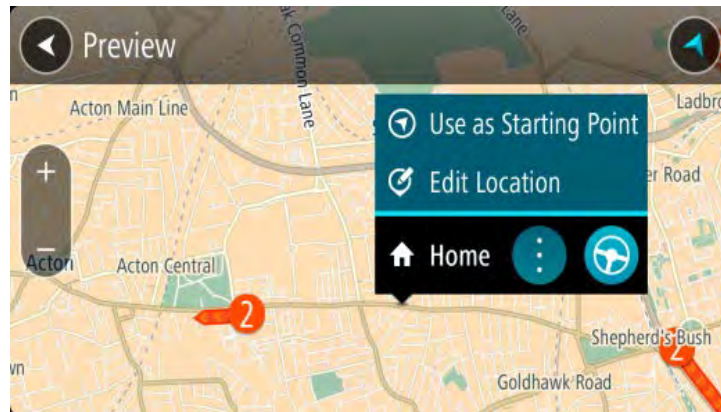 Preview
Common Lane
Acton Main Line
Use as Starting Point
Edit Location
Road
Home
Acton
Acton Central
2
Shepherd's Bush
2
Goldhawk Road